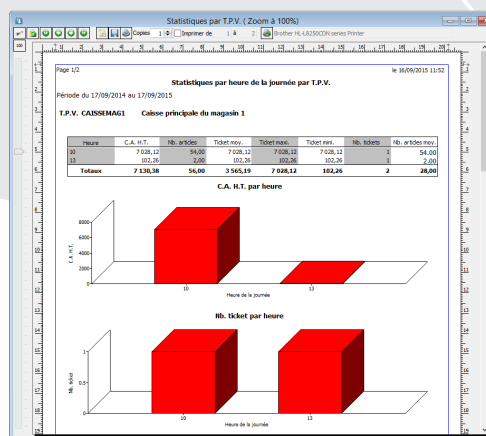 Statistiques par T.P.V. ( Zoom à 100%)
Copies 1 Imprimer de 1 à 2 Brother HL-L8250CDN series Printer
100
Page 1/2
le 16/09/2015 11:52
Statistiques par heure de la journée par T.P.V.
Période du 17/09/2014 au 17/09/2015
T.P.V. CAISSEMAG1 Caisse principale du magasin 1
Heure C.A. H.T. Nb. articles Ticket moy. Ticket maxi. Ticket mini. Nb. tickets Nb. articles moy.
10 7 028,12 54,00 7 028,12 7 028,12 7 028,12 1 54.00
13 102,26 2,00 102,26 102,26 102,26 1 2,00
Totaux 7 130,38 56,00 3 565,19 7 028,12 102,26 2 28,00
C.A. H.T. par heure
8000
6000
4000
2000
0
C.A. H.T.
10 13
Heure de la journée
Nb. ticket par heure
1
0.5
0
Nb. ticket
10 13
Heure de la journée